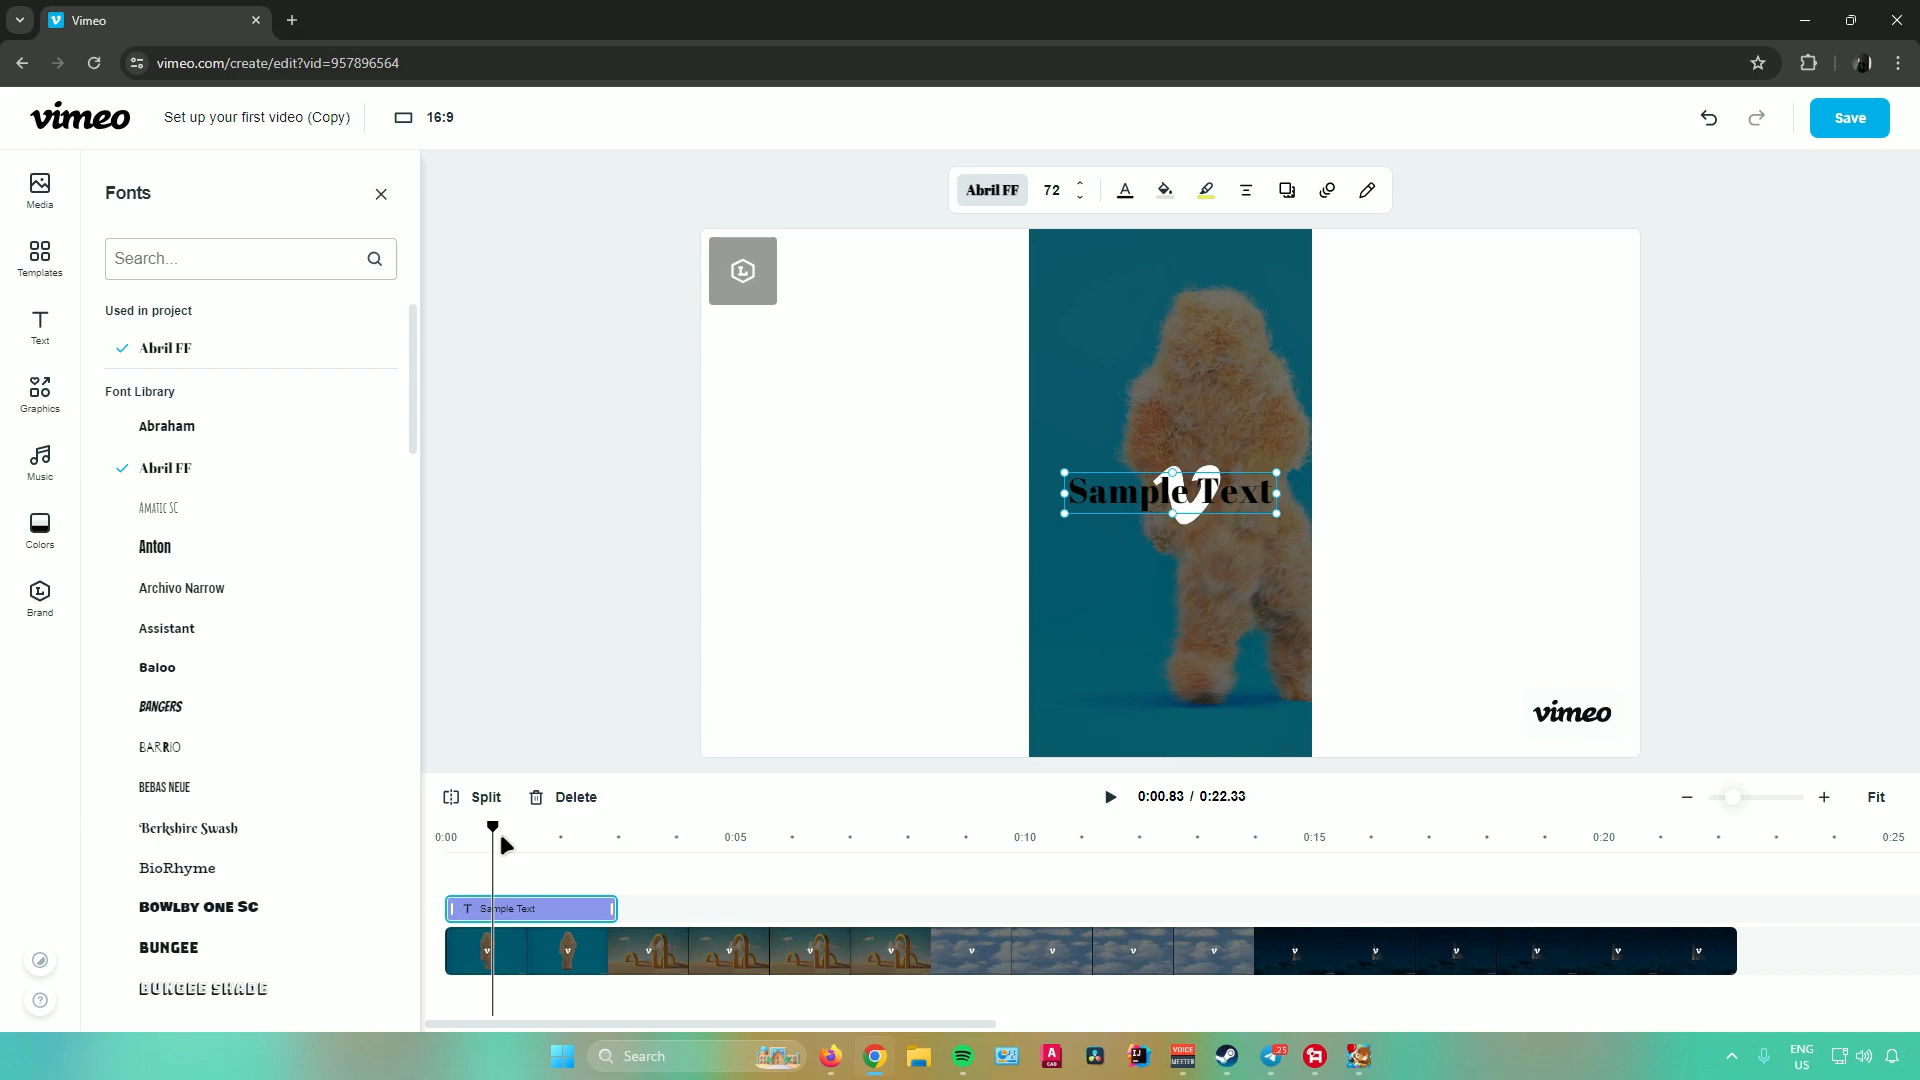 Vimeo
vimeo.com/create/edit?vid=957896564
vimeo
Set up your first video (Copy)
16:9
Save
Media
Templates
Text
Graphics
Music
Colors
Brand
Fonts
Search...
Used in project
Abril FF
Font Library
Abraham
Abril FF
AMATIC SC
Anton
Archivo Narrow
Assistant
Baloo
BANGERS
BARRIO
BEBAS NEUE
Berkshire Swash
BioRhyme
BOWLBY ONE SC
BUNGEE
BUNGEE SHADE
Abril FF
72
Sample Text
vimeo
Split
Delete
0:00.83 / 0:22.33
Fit
0:00
0:05
0:10
0:15
0:20
0:25
Sample Text
Search
VOICE
MEETER
25
ENG
US